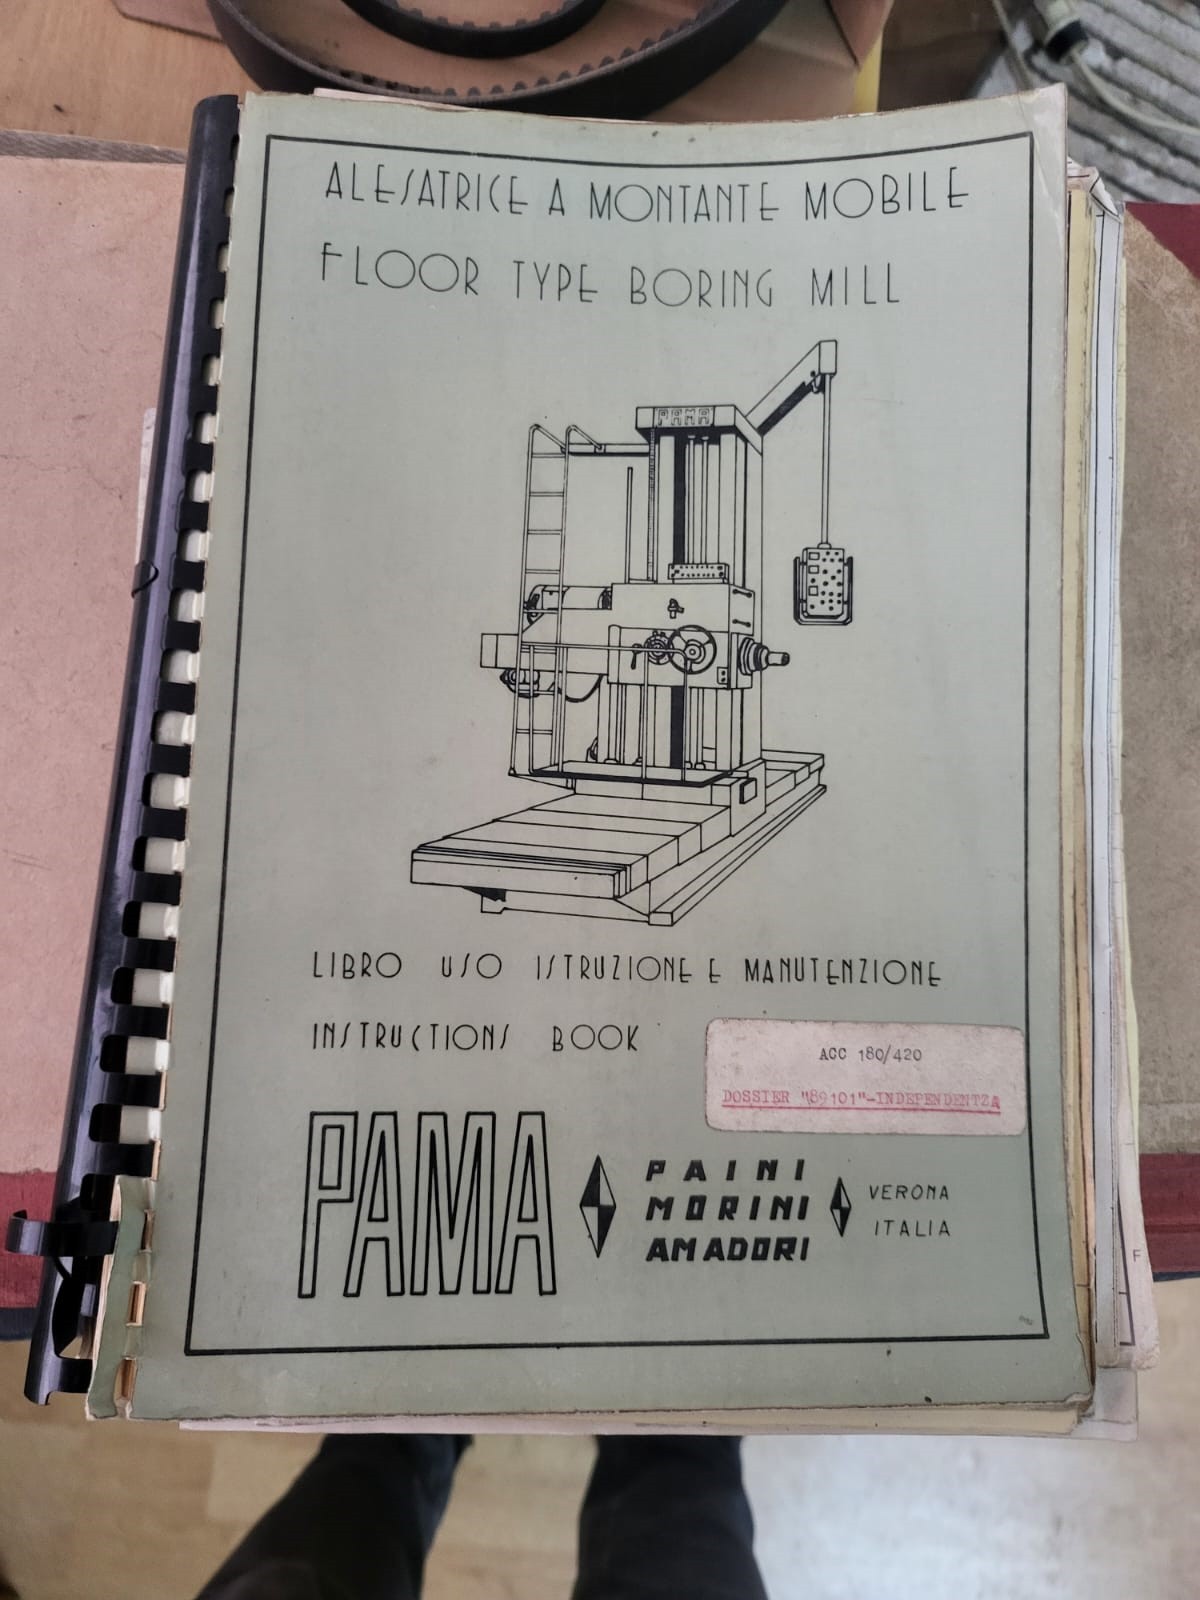 ALESATRICE A MONTANTE MOBILE
FLOOR TYPE BORING MILL
PAMA
LIBRO USO ISTRUZIONE E MANUTENZIONE
INSTRUCTIONS BOOK
ACC 180/420
DOSSIER "89101"-INDEPENDENTZA
PAMA
PAINI
MORINI
AMADORI
VERONA
ITALIA
F